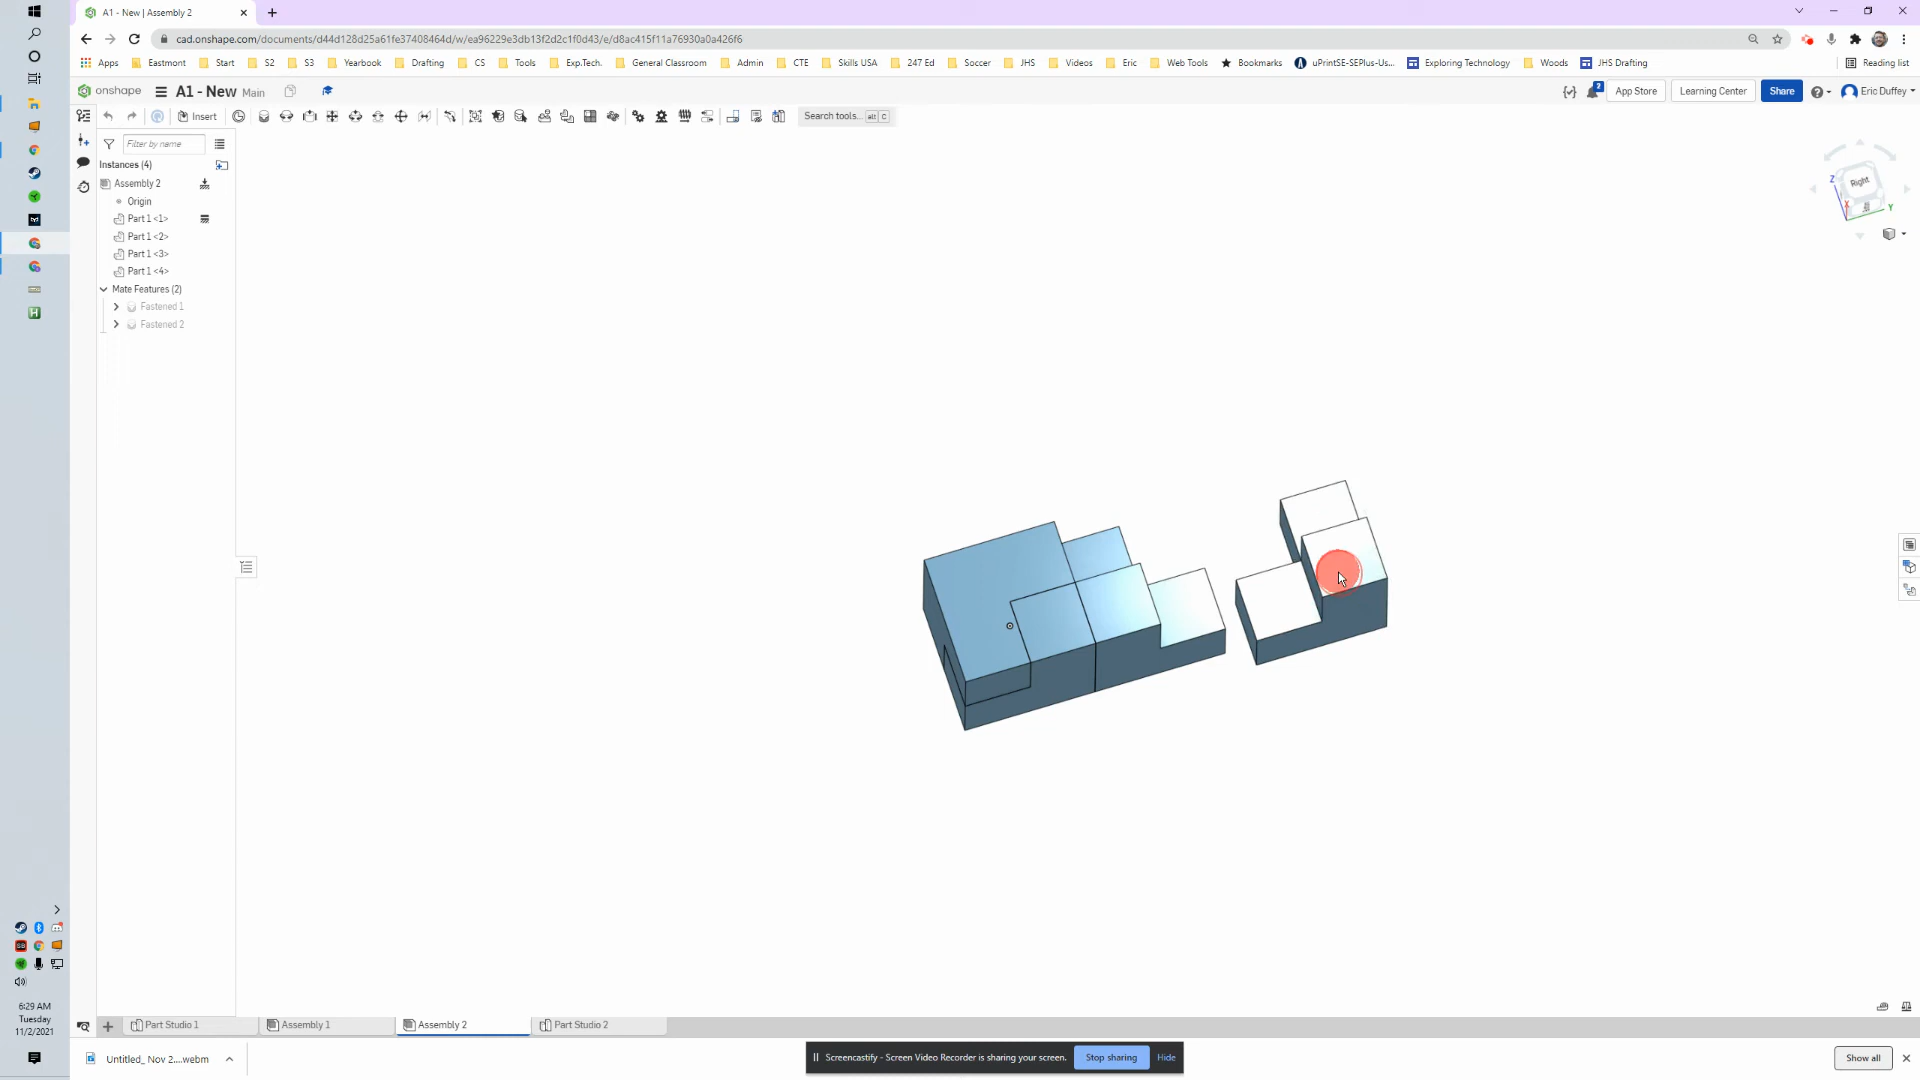 A1 - New | Assembly 2
cad.onshape.com/documents/d44d128d25a61fe37408464d/w/ea96229e3db13f2d2c1f0d43/e/d8ac415f11a76930a0a426f6
Apps Eastmont Start S2 S3 Yearbook Drafting CS Tools Exp.Tech. General Classroom Admin CTE Skills USA 247 Ed Soccer JHS Videos Eric Web Tools Bookmarks uPrintSE-SEPlus-Us... Exploring Technology Woods JHS Drafting Reading list
onshape A1 - New Main 2 App Store Learning Center Share Eric Duffey
Insert Search tools... alt C
Filter by name
Instances (4)
Assembly 2
Origin
Part 1 <1>
Part 1 <2>
Part 1 <3>
Part 1 <4>
Mate Features (2)
Fastened 1
Fastened 2
Right
Z
X
Y
6:29 AM
Tuesday
11/2/2021
Part Studio 1 Assembly 1 Assembly 2 Part Studio 2
Untitled_ Nov 2....webm
Screencastify - Screen Video Recorder is sharing your screen. Stop sharing Hide
Show all